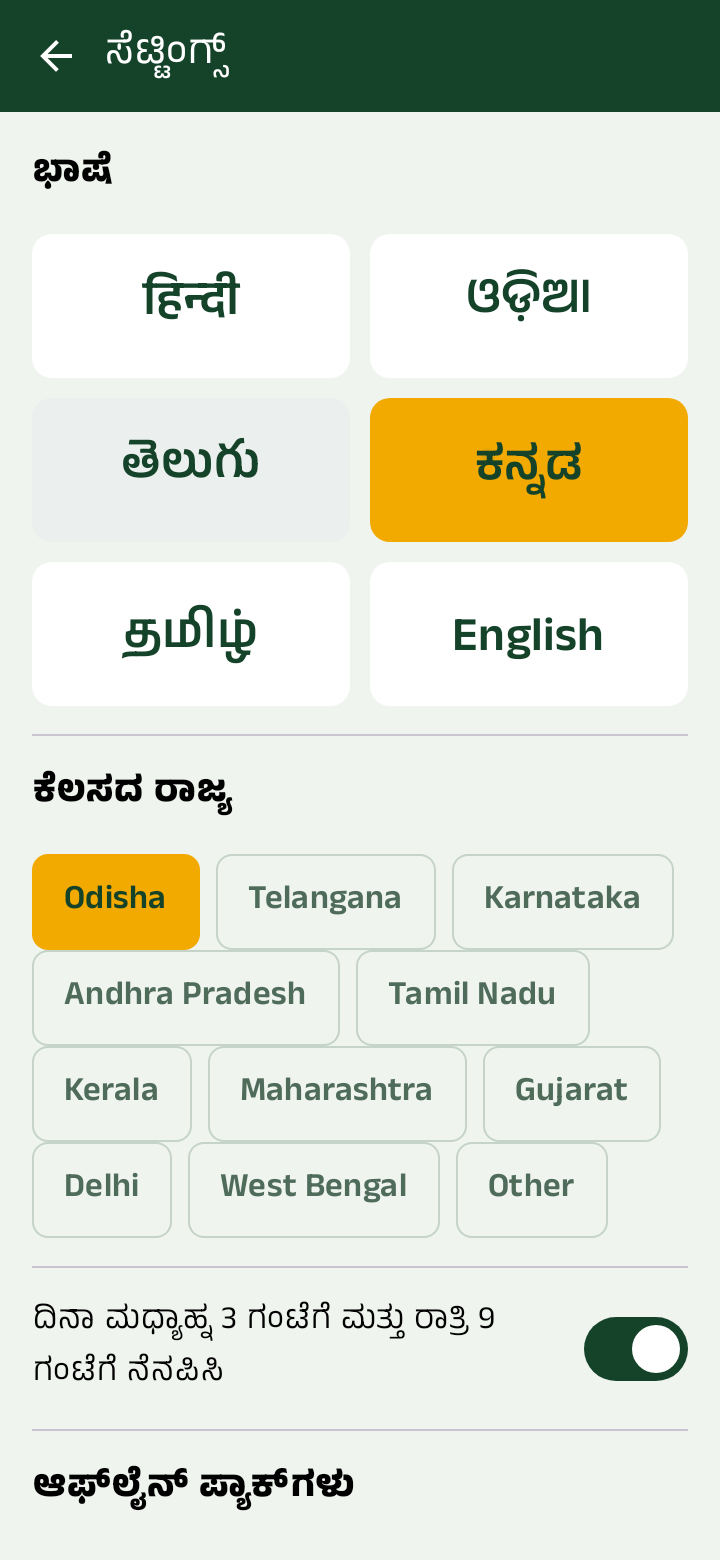 ಸೆಟ್ಟಿಂಗ್ಸ್
ಭಾಷೆ
हिन्दी
ଓଡ଼ିଆ
తెలుగు
ಕನ್ನಡ
தமிழ்
English
ಕೆಲಸದ ರಾಜ್ಯ
Odisha
Telangana
Karnataka
Andhra Pradesh
Tamil Nadu
Kerala
Maharashtra
Gujarat
Delhi
West Bengal
Other
ದಿನಾ ಮಧ್ಯಾಹ್ನ 3 ಗಂಟೆಗೆ ಮತ್ತು ರಾತ್ರಿ 9
ಗಂಟೆಗೆ ನೆನಪಿಸಿ
ಆಫ್‌ಲೈನ್ ಪ್ಯಾಕ್‌ಗಳು